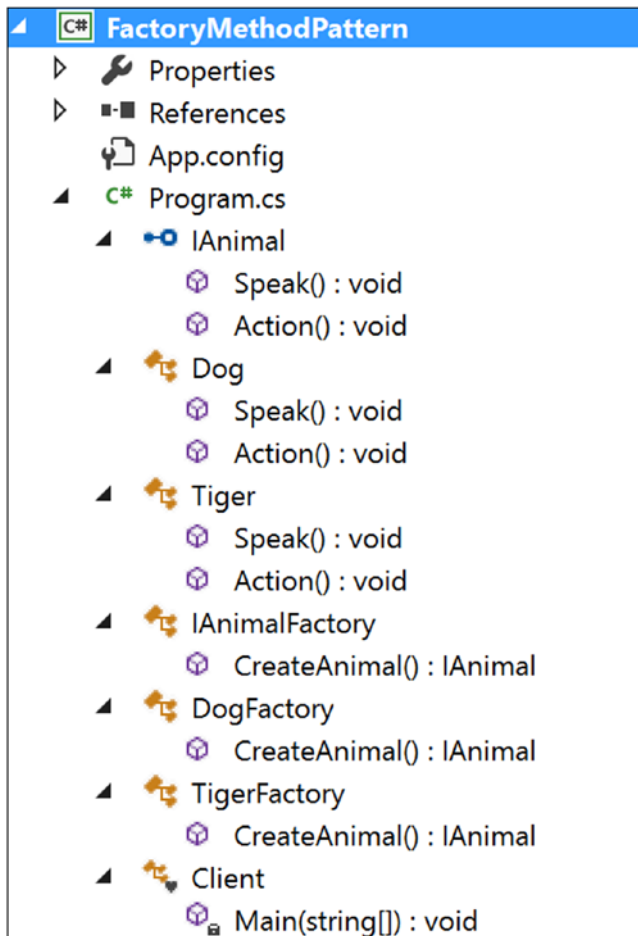 C# FactoryMethodPattern
Properties
References
App.config
C# Program.cs
IAnimal
Speak() : void
Action() : void
Dog
Speak() : void
Action() : void
Tiger
Speak() : void
Action() : void
IAnimalFactory
CreateAnimal() : IAnimal
DogFactory
CreateAnimal() : IAnimal
TigerFactory
CreateAnimal() : IAnimal
Client
Main(string[]) : void